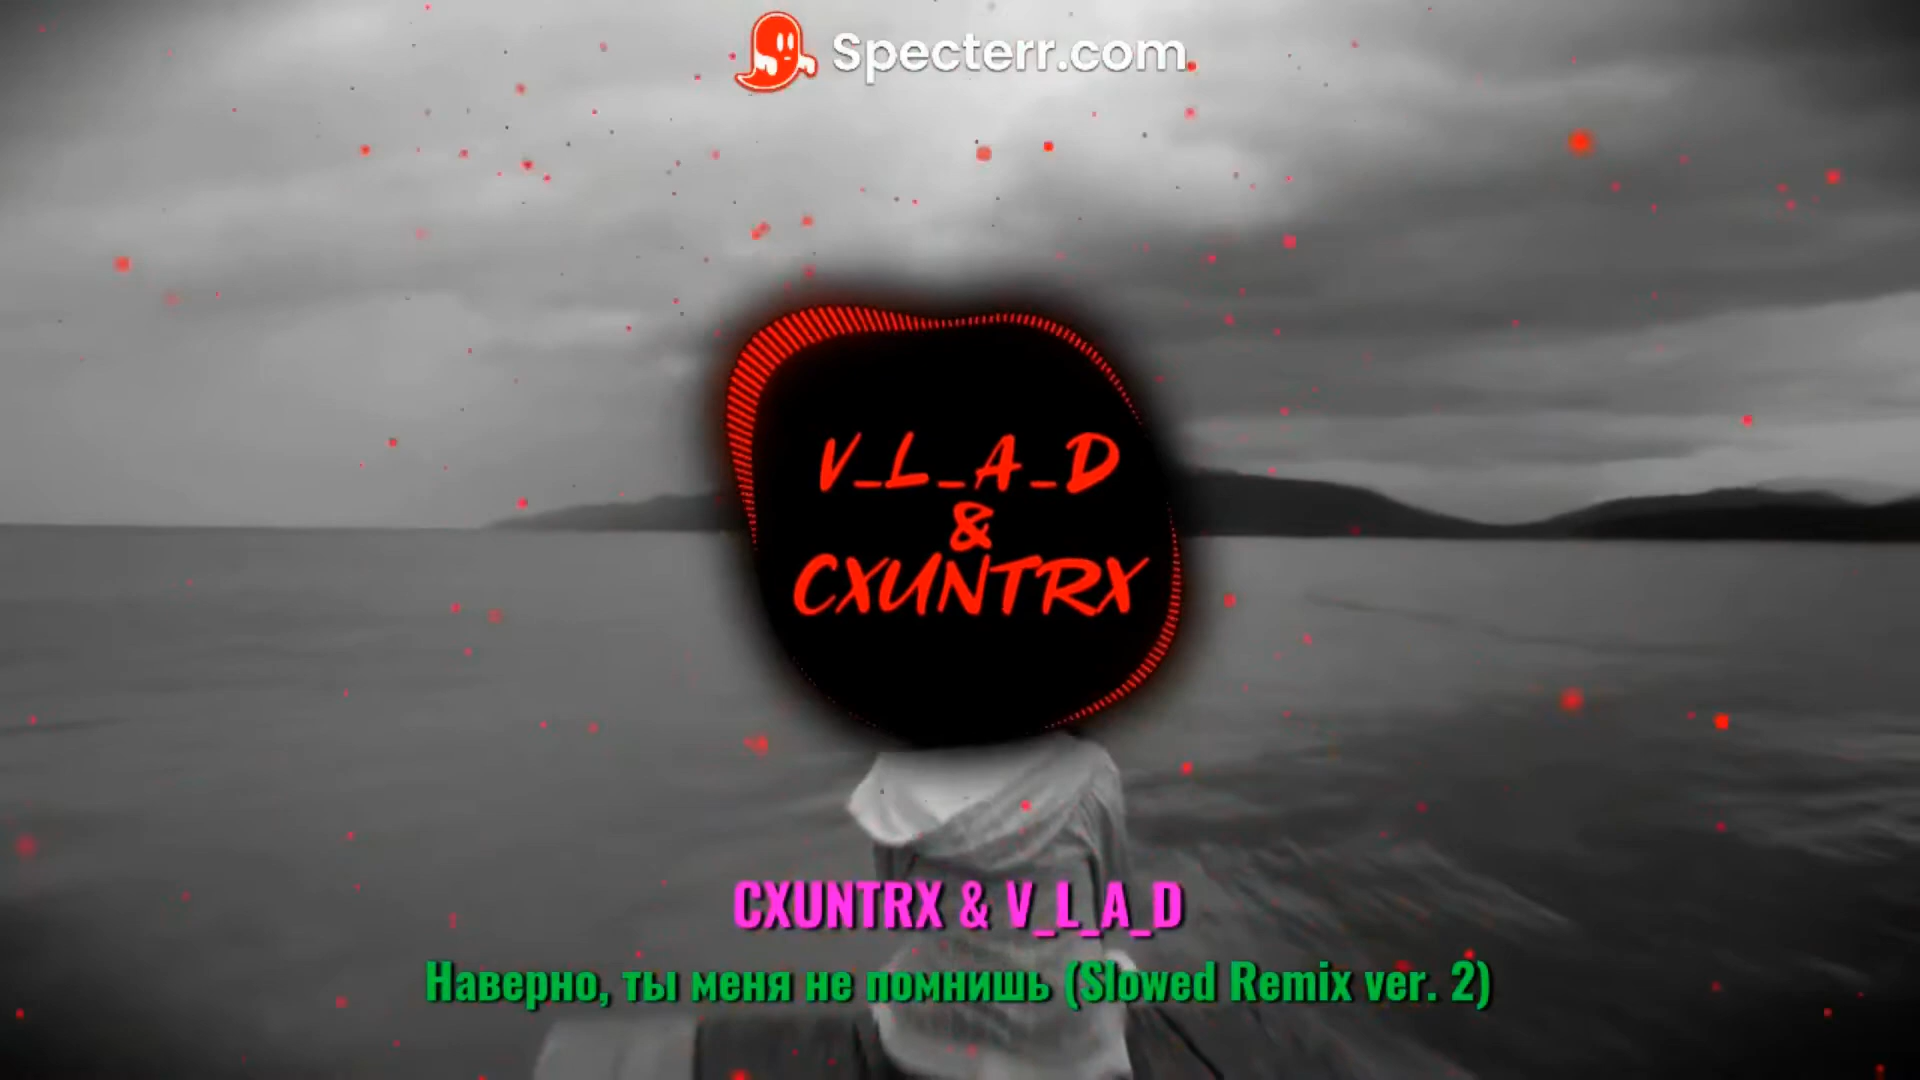 Specterr.com
V_L_A_D
&
CXUNTRX
CXUNTRX & V_L_A_D
Наверно, ты меня не помнишь (Slowed Remix ver. 2)